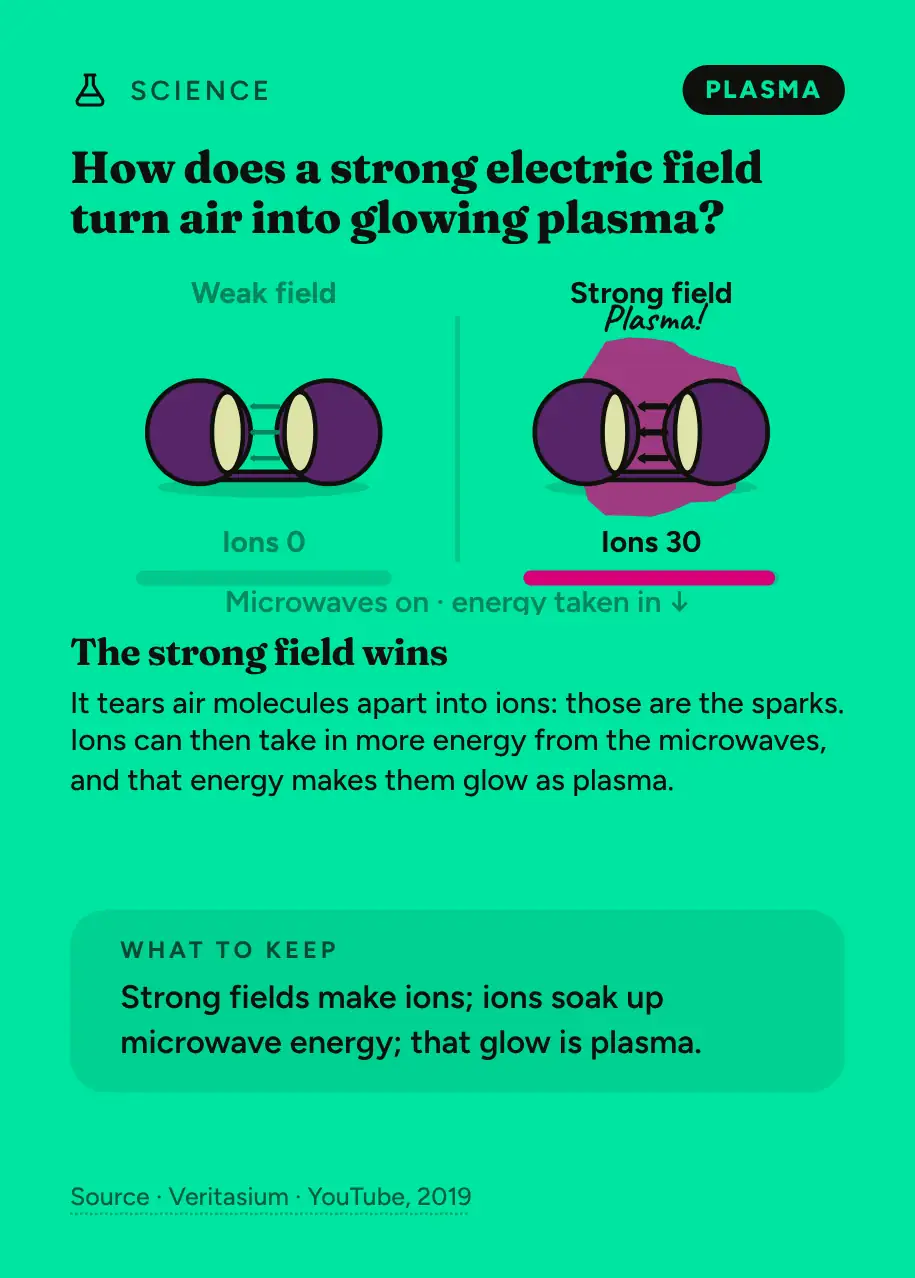 SCIENCE
PLASMA
How does a strong electric field
turn air into glowing plasma?
Weak field
Strong field
Plasma!
Ions 0
Ions 30
Microwaves on · energy taken in ↓
The strong field wins
It tears air molecules apart into ions: those are the sparks.
Ions can then take in more energy from the microwaves,
and that energy makes them glow as plasma.
WHAT TO KEEP
Strong fields make ions; ions soak up
microwave energy; that glow is plasma.
Source · Veritasium · YouTube, 2019